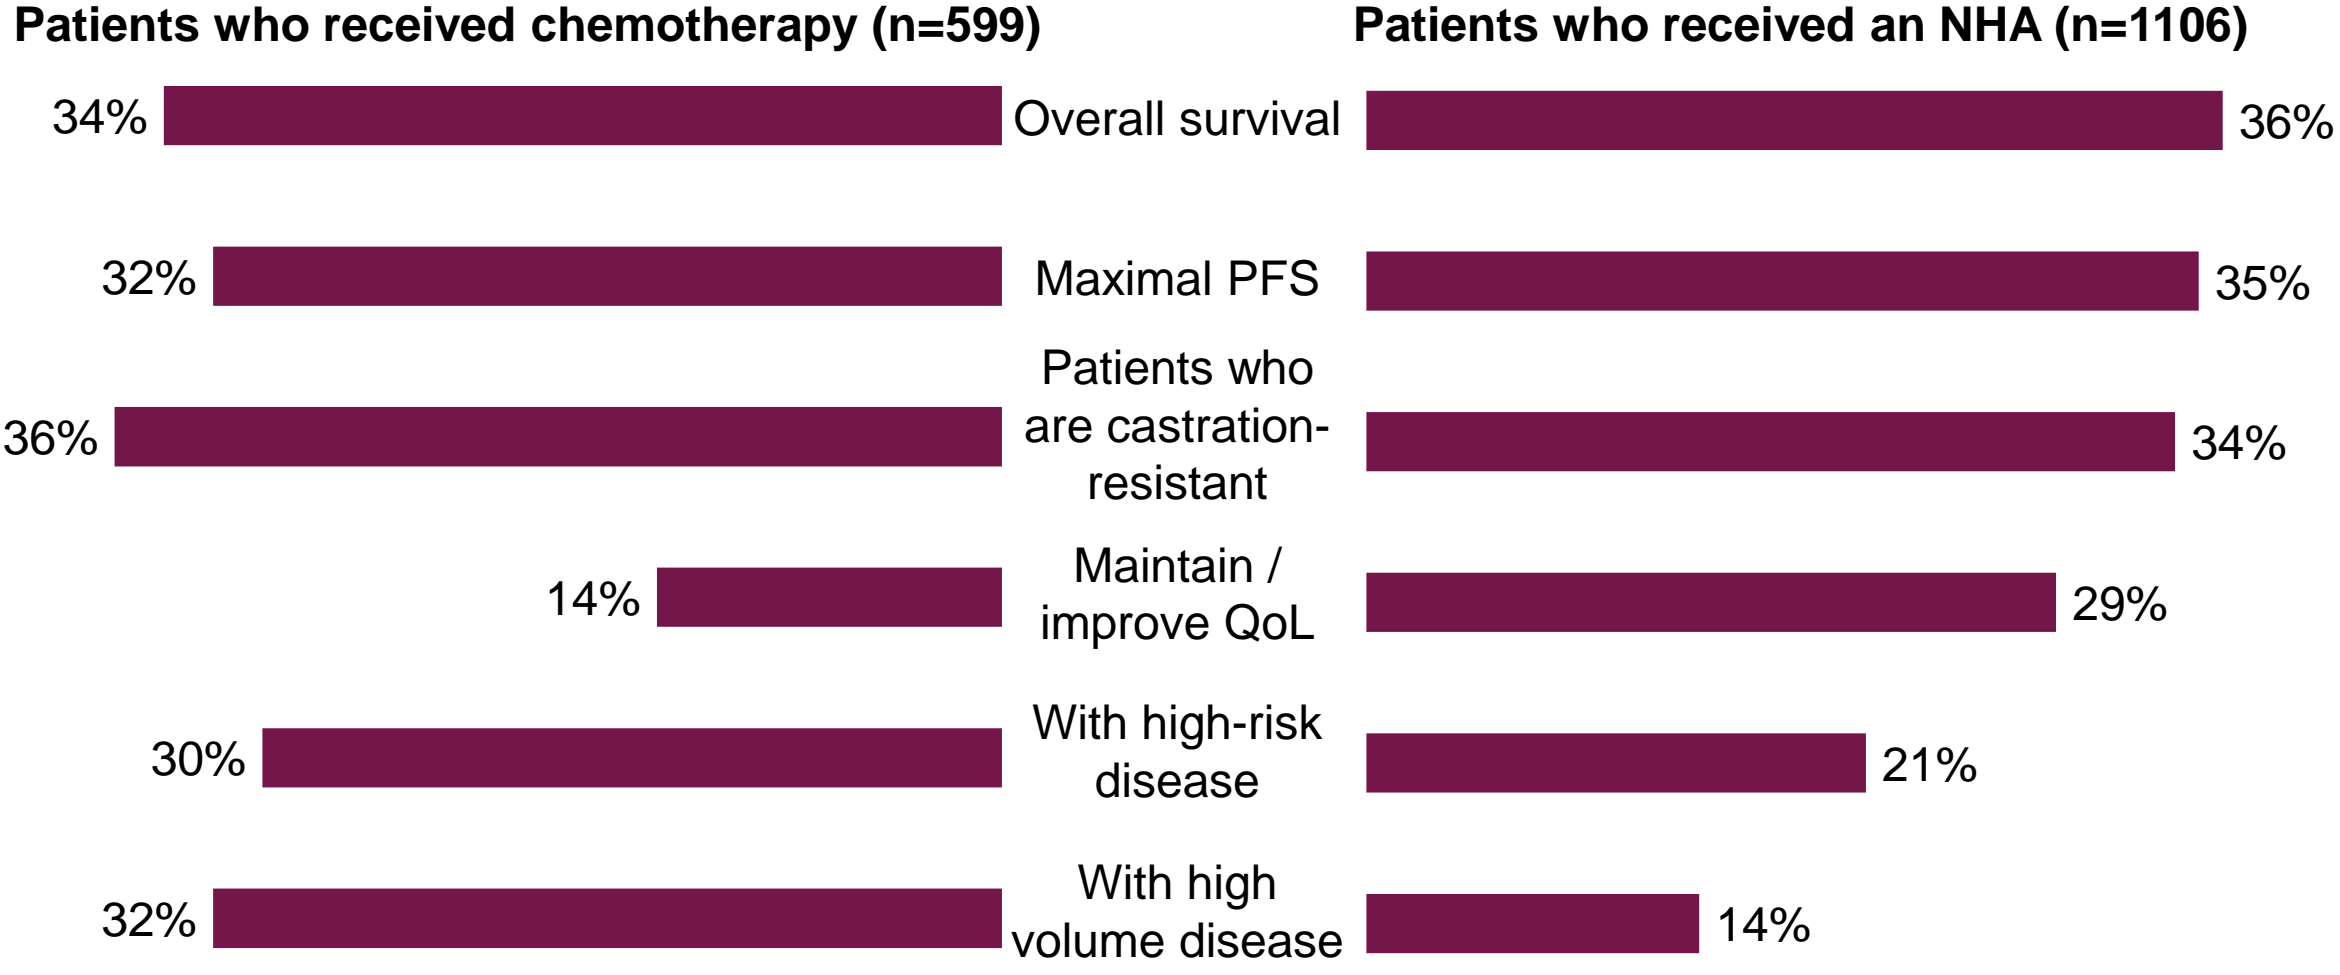 Patients who received chemotherapy (n=599)
Patients who received an NHA (n=1106)
34%
Overall survival
36%
32%
Maximal PFS
35%
36%
Patients who
are castration-
resistant
34%
14%
Maintain /
improve QoL
29%
30%
With high-risk
disease
21%
32%
With high
volume disease
14%